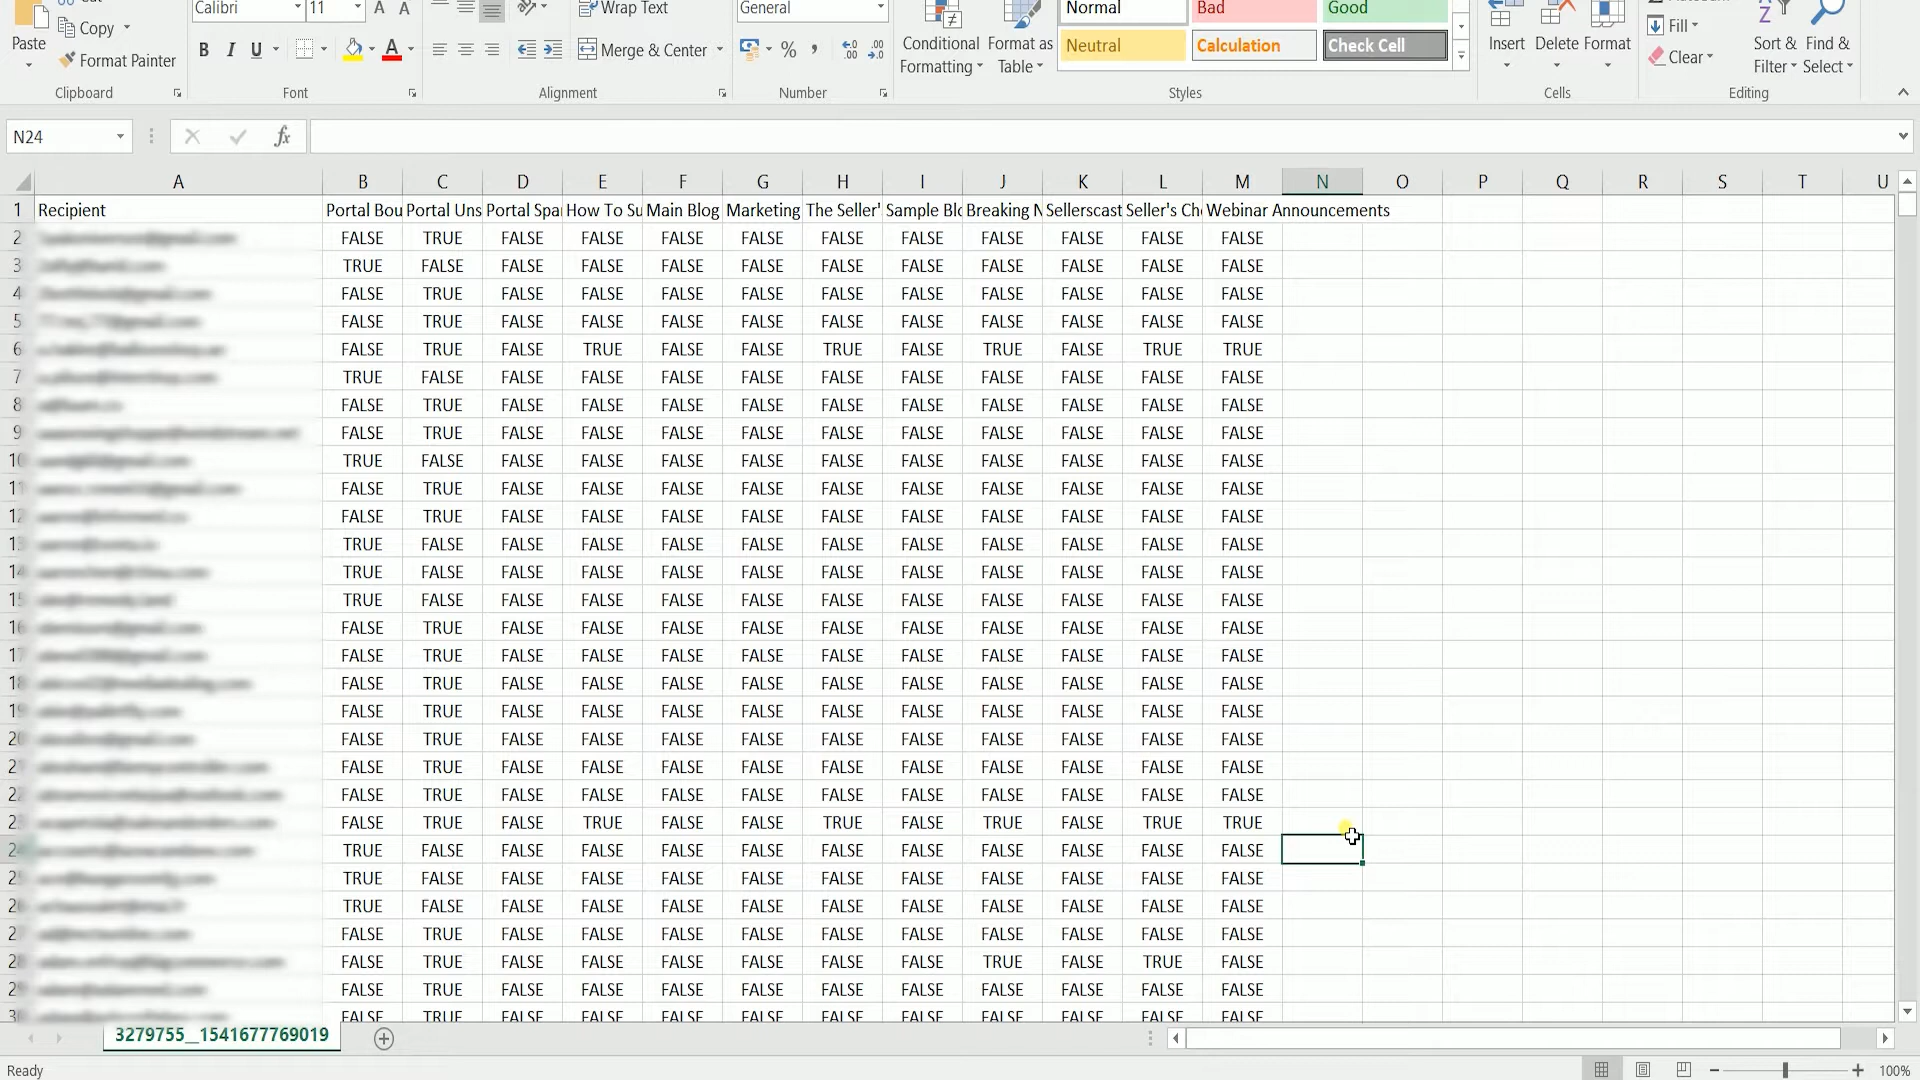 Calibri 11 A A Wrap Text General Normal Bad Good
Paste Copy Fill
Format Painter B I U A Merge & Center % , Conditional Formatting Format as Table Neutral Calculation Check Cell Insert Delete Format Clear Sort & Filter Find & Select
Clipboard Font Alignment Number Styles Cells Editing
N24 fx
A B C D E F G H I J K L M N O P Q R S T U
1 Recipient Portal Bou Portal Uns Portal Spa How To Su Main Blog Marketing The Seller' Sample Blo Breaking N Sellerscast Seller's Che Webinar Announcements
2 FALSE TRUE FALSE FALSE FALSE FALSE FALSE FALSE FALSE FALSE FALSE FALSE
3 TRUE FALSE FALSE FALSE FALSE FALSE FALSE FALSE FALSE FALSE FALSE FALSE
4 FALSE TRUE FALSE FALSE FALSE FALSE FALSE FALSE FALSE FALSE FALSE FALSE
5 FALSE TRUE FALSE FALSE FALSE FALSE FALSE FALSE FALSE FALSE FALSE FALSE
6 FALSE TRUE FALSE TRUE FALSE FALSE TRUE FALSE TRUE FALSE TRUE TRUE
7 TRUE FALSE FALSE FALSE FALSE FALSE FALSE FALSE FALSE FALSE FALSE FALSE
8 FALSE TRUE FALSE FALSE FALSE FALSE FALSE FALSE FALSE FALSE FALSE FALSE
9 FALSE TRUE FALSE FALSE FALSE FALSE FALSE FALSE FALSE FALSE FALSE FALSE
10 TRUE FALSE FALSE FALSE FALSE FALSE FALSE FALSE FALSE FALSE FALSE FALSE
11 FALSE TRUE FALSE FALSE FALSE FALSE FALSE FALSE FALSE FALSE FALSE FALSE
12 FALSE TRUE FALSE FALSE FALSE FALSE FALSE FALSE FALSE FALSE FALSE FALSE
13 TRUE FALSE FALSE FALSE FALSE FALSE FALSE FALSE FALSE FALSE FALSE FALSE
14 TRUE FALSE FALSE FALSE FALSE FALSE FALSE FALSE FALSE FALSE FALSE FALSE
15 TRUE FALSE FALSE FALSE FALSE FALSE FALSE FALSE FALSE FALSE FALSE FALSE
16 FALSE TRUE FALSE FALSE FALSE FALSE FALSE FALSE FALSE FALSE FALSE FALSE
17 FALSE TRUE FALSE FALSE FALSE FALSE FALSE FALSE FALSE FALSE FALSE FALSE
18 FALSE TRUE FALSE FALSE FALSE FALSE FALSE FALSE FALSE FALSE FALSE FALSE
19 FALSE TRUE FALSE FALSE FALSE FALSE FALSE FALSE FALSE FALSE FALSE FALSE
20 FALSE TRUE FALSE FALSE FALSE FALSE FALSE FALSE FALSE FALSE FALSE FALSE
21 FALSE TRUE FALSE FALSE FALSE FALSE FALSE FALSE FALSE FALSE FALSE FALSE
22 FALSE TRUE FALSE FALSE FALSE FALSE FALSE FALSE FALSE FALSE FALSE FALSE
23 FALSE TRUE FALSE TRUE FALSE FALSE TRUE FALSE TRUE FALSE TRUE TRUE
24 TRUE FALSE FALSE FALSE FALSE FALSE FALSE FALSE FALSE FALSE FALSE FALSE
25 TRUE FALSE FALSE FALSE FALSE FALSE FALSE FALSE FALSE FALSE FALSE FALSE
26 TRUE FALSE FALSE FALSE FALSE FALSE FALSE FALSE FALSE FALSE FALSE FALSE
27 FALSE TRUE FALSE FALSE FALSE FALSE FALSE FALSE FALSE FALSE FALSE FALSE
28 FALSE TRUE FALSE FALSE FALSE FALSE FALSE FALSE TRUE FALSE TRUE FALSE
29 FALSE TRUE FALSE FALSE FALSE FALSE FALSE FALSE FALSE FALSE FALSE FALSE
30 FALSE TRUE FALSE FALSE FALSE FALSE FALSE FALSE FALSE FALSE FALSE FALSE
3279755__1541677769019
Ready 100%